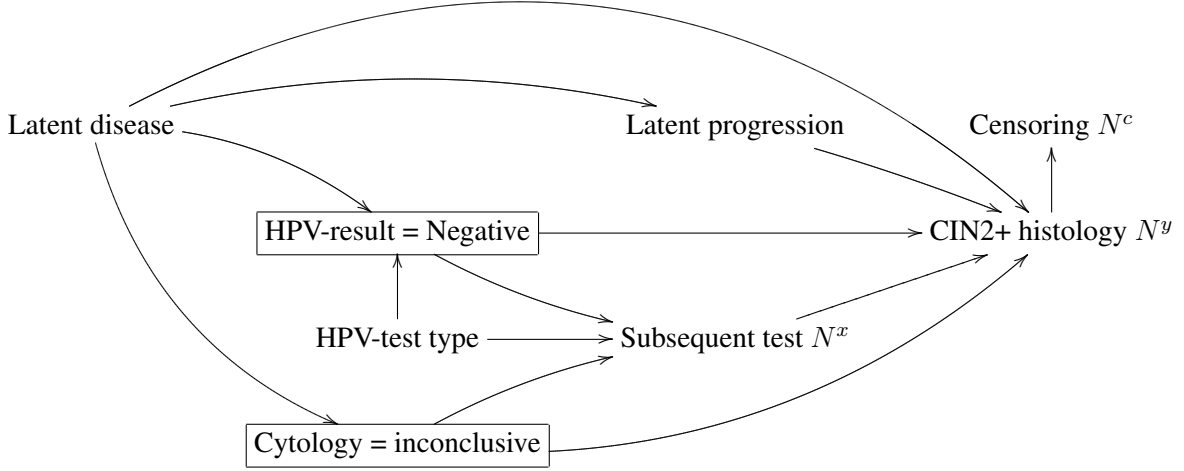 Latent disease
Latent progression
Censoring N^c
HPV-result = Negative
CIN2+ histology N^y
HPV-test type
Subsequent test N^x
Cytology = inconclusive